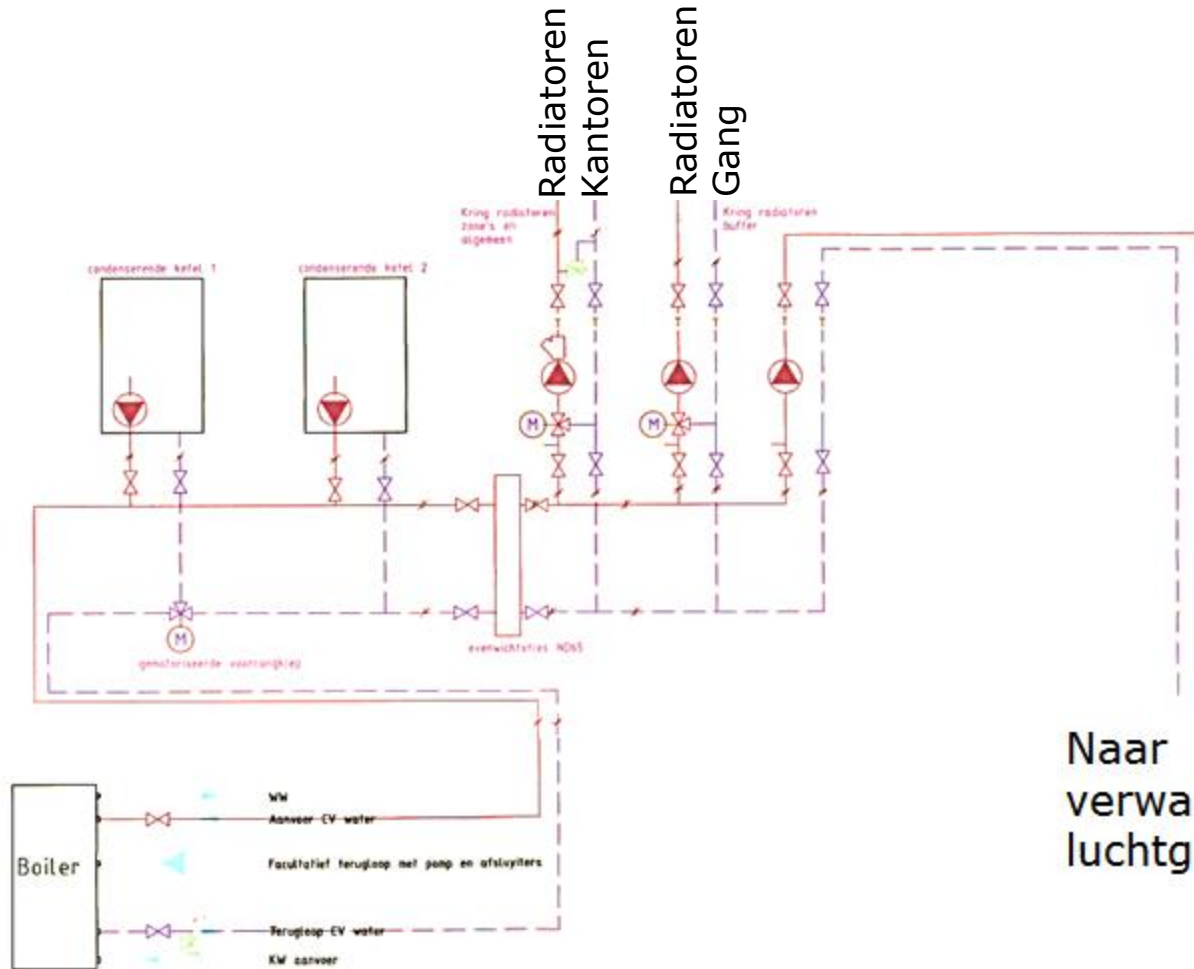 Radiatoren
Kantoren
Radiatoren
Gang
Kring radiatoren
zone's en
algemeen
Kring radiatoren
buffer
condenserende ketel 1
condenserende ketel 2
M
M
M
gemotoriseerde
evenwichtsfles ND65
Boiler
WW
Aanvoer CV water
Facultatief terugloop met pomp en afsluiters
Terugloop CV water
KW aanvoer
Naar
verwa
luchtg